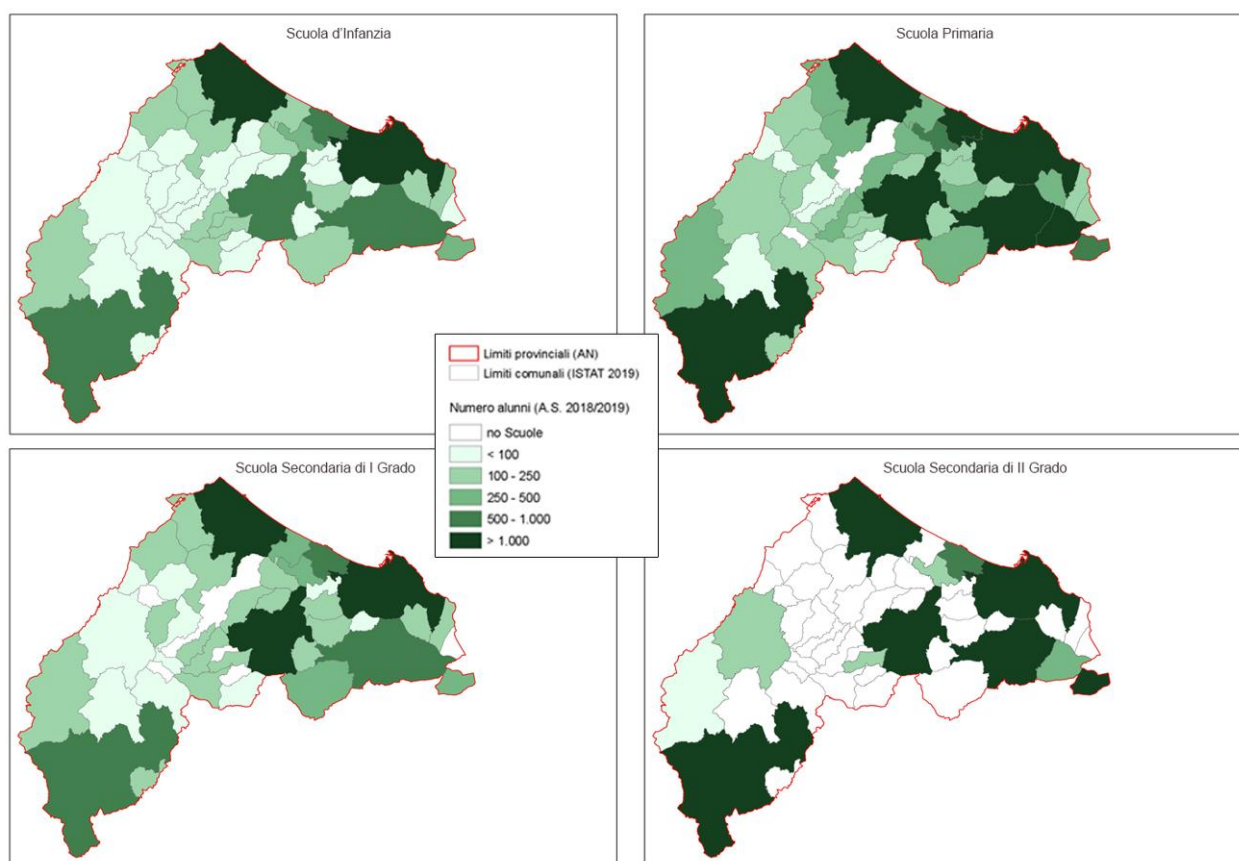 Scuola d'Infanzia
Scuola Primaria
Limiti provinciali (AN)
Limiti comunali (ISTAT 2019)
Numero alunni (A.S. 2018/2019)
no Scuole
< 100
100 - 250
250 - 500
500 - 1.000
> 1.000
Scuola Secondaria di I Grado
Scuola Secondaria di II Grado